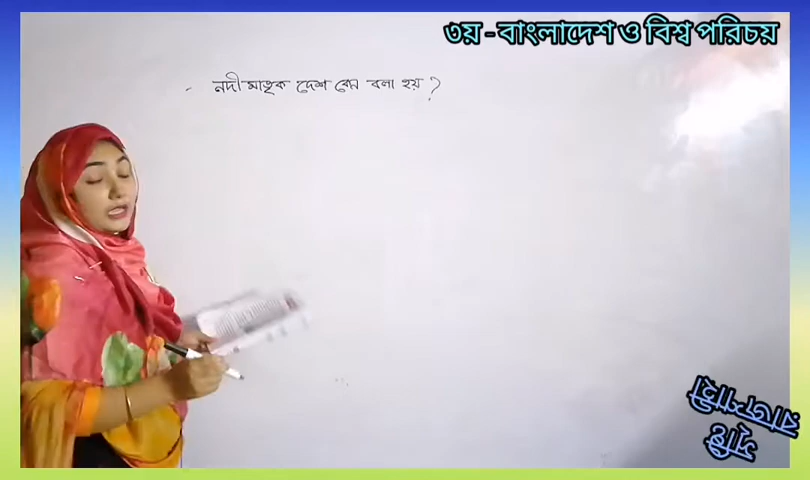 ৩য় - বাংলাদেশ ও বিশ্ব পরিচয়
- নদী মাতৃক দেশ কেন বলা হয় ?